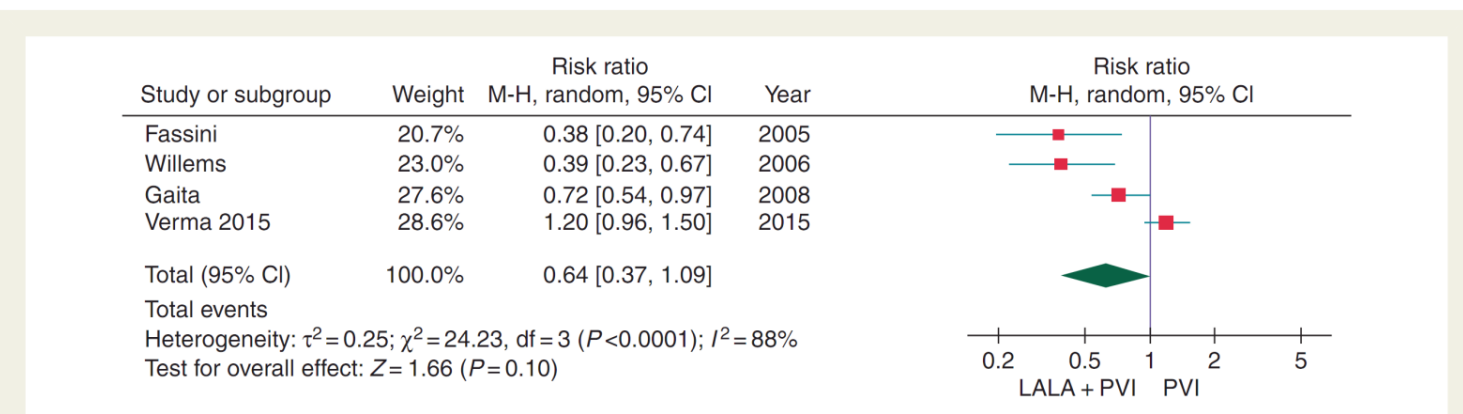 Risk ratio Risk ratio
Study or subgroup Weight M-H, random, 95% CI Year M-H, random, 95% CI
Fassini 20.7% 0.38 [0.20, 0.74] 2005
Willems 23.0% 0.39 [0.23, 0.67] 2006
Gaita 27.6% 0.72 [0.54, 0.97] 2008
Verma 2015 28.6% 1.20 [0.96, 1.50] 2015
Total (95% CI) 100.0% 0.64 [0.37, 1.09]
Total events
Heterogeneity: τ² = 0.25; χ² = 24.23, df = 3 (P<0.0001); I² = 88%
Test for overall effect: Z = 1.66 (P = 0.10)
0.2 0.5 1 2 5
LALA + PVI PVI